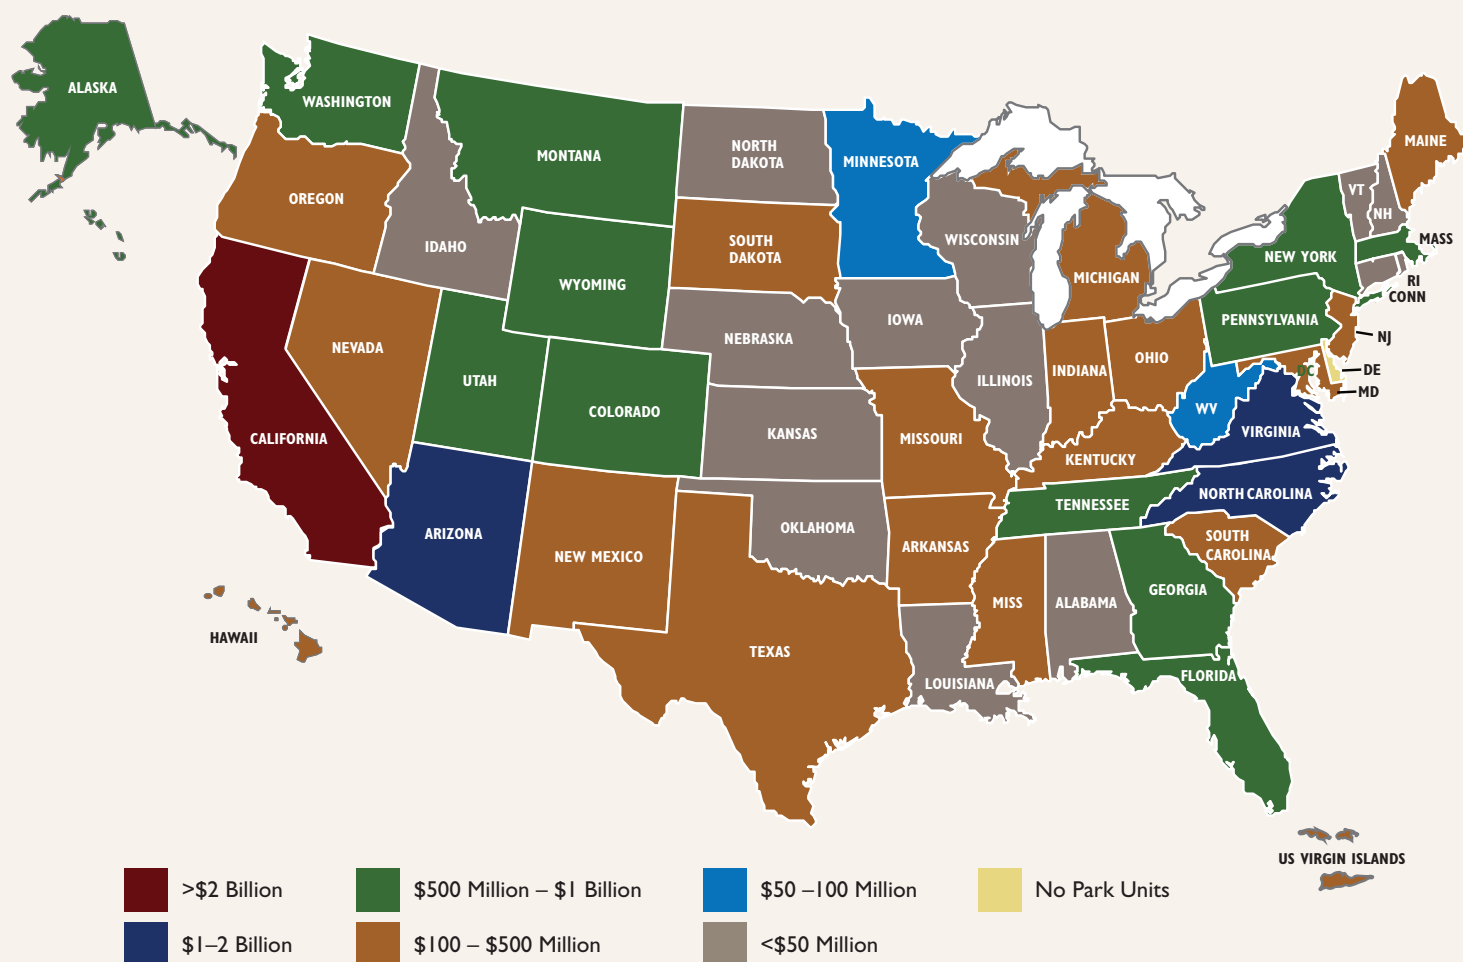 ALASKA
WASHINGTON
MONTANA
NORTH
DAKOTA
MINNESOTA
MAINE
OREGON
IDAHO
SOUTH
DAKOTA
WISCONSIN
VT
NH
MASS
WYOMING
MICHIGAN
NEW YORK
RI
CONN
NEVADA
NEBRASKA
IOWA
PENNSYLVANIA
NJ
UTAH
COLORADO
ILLINOIS
INDIANA
OHIO
DC
DE
MD
CALIFORNIA
KANSAS
MISSOURI
KENTUCKY
WV
VIRGINIA
ARIZONA
NEW MEXICO
OKLAHOMA
ARKANSAS
TENNESSEE
NORTH CAROLINA
SOUTH
CAROLINA
HAWAII
TEXAS
LOUISIANA
MISS
ALABAMA
GEORGIA
FLORIDA
US VIRGIN ISLANDS
>$2 Billion
$500 Million – $1 Billion
$50 –100 Million
No Park Units
$1–2 Billion
$100 – $500 Million
<$50 Million